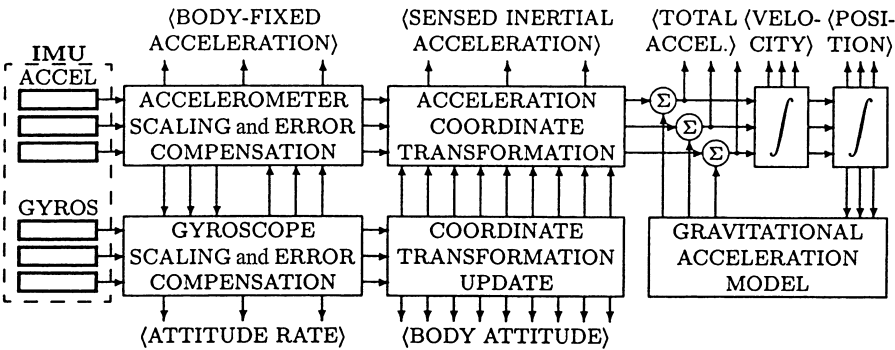 ⟨BODY-FIXED
ACCELERATION⟩
⟨SENSED INERTIAL
ACCELERATION⟩
⟨TOTAL
ACCEL.⟩
⟨VELO-
CITY⟩
⟨POSI-
TION⟩
IMU
ACCEL
ACCELEROMETER
SCALING and ERROR
COMPENSATION
ACCELERATION
COORDINATE
TRANSFORMATION
Σ
Σ
Σ
∫
∫
GYROS
GYROSCOPE
SCALING and ERROR
COMPENSATION
COORDINATE
TRANSFORMATION
UPDATE
GRAVITATIONAL
ACCELERATION
MODEL
⟨ATTITUDE RATE⟩
⟨BODY ATTITUDE⟩